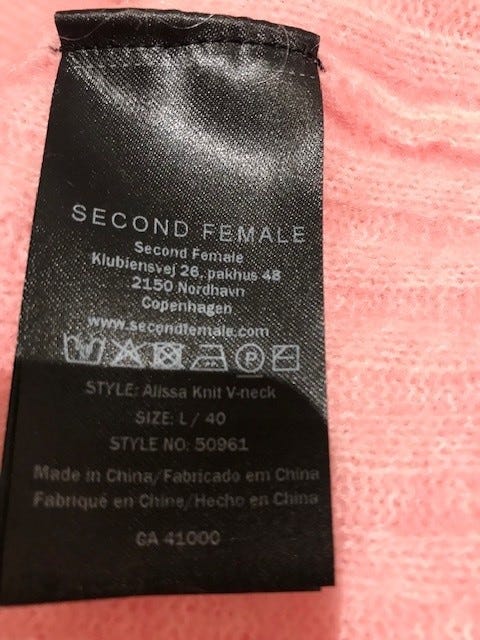 SECOND FEMALE
Second Female
Klubiensvej 26, pakhus 48
2150 Nordhavn
Copenhagen
www.secondfemale.com
STYLE: Alissa Knit V-neck
SIZE: L / 40
STYLE NO: 50961
Made in China/Fabricado em China
Fabriqué en Chine/Hecho en China
GA 41000